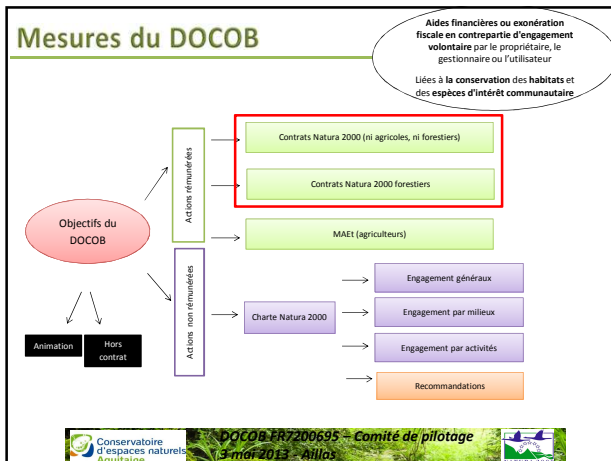 Mesures du DOCOB
Aides financières ou exonération
fiscale en contrepartie d'engagement
volontaire par le propriétaire, le
gestionnaire ou l'utilisateur
Liées à la conservation des habitats et
des espèces d'intérêt communautaire
Objectifs du
DOCOB
Actions rémunérées
Contrats Natura 2000 (ni agricoles, ni forestiers)
Contrats Natura 2000 forestiers
MAEt (agriculteurs)
Actions non rémunérées
Charte Natura 2000
Engagement généraux
Engagement par milieux
Engagement par activités
Recommandations
Animation
Hors
contrat
Conservatoire
d'espaces naturels
Aquitaine
DOCOB FR7200695 – Comité de pilotage
3 mai 2013 - Aillas